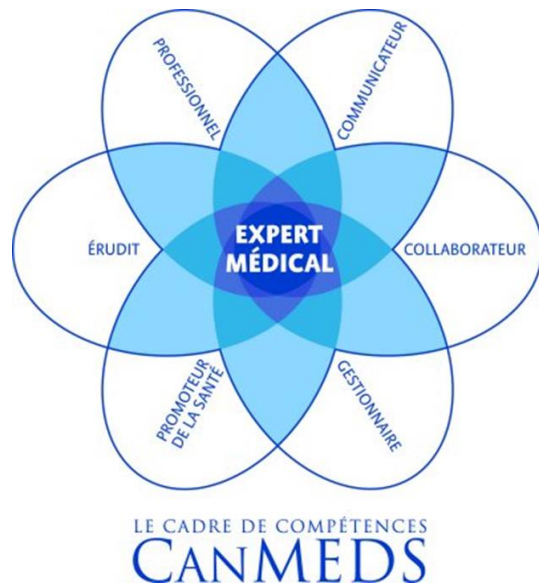 PROFESSIONNEL
COMMUNICATEUR
ÉRUDIT
EXPERT
MÉDICAL
COLLABORATEUR
PROMOTEUR
DE LA SANTÉ
GESTIONNAIRE
LE CADRE DE COMPÉTENCES
CANMEDS